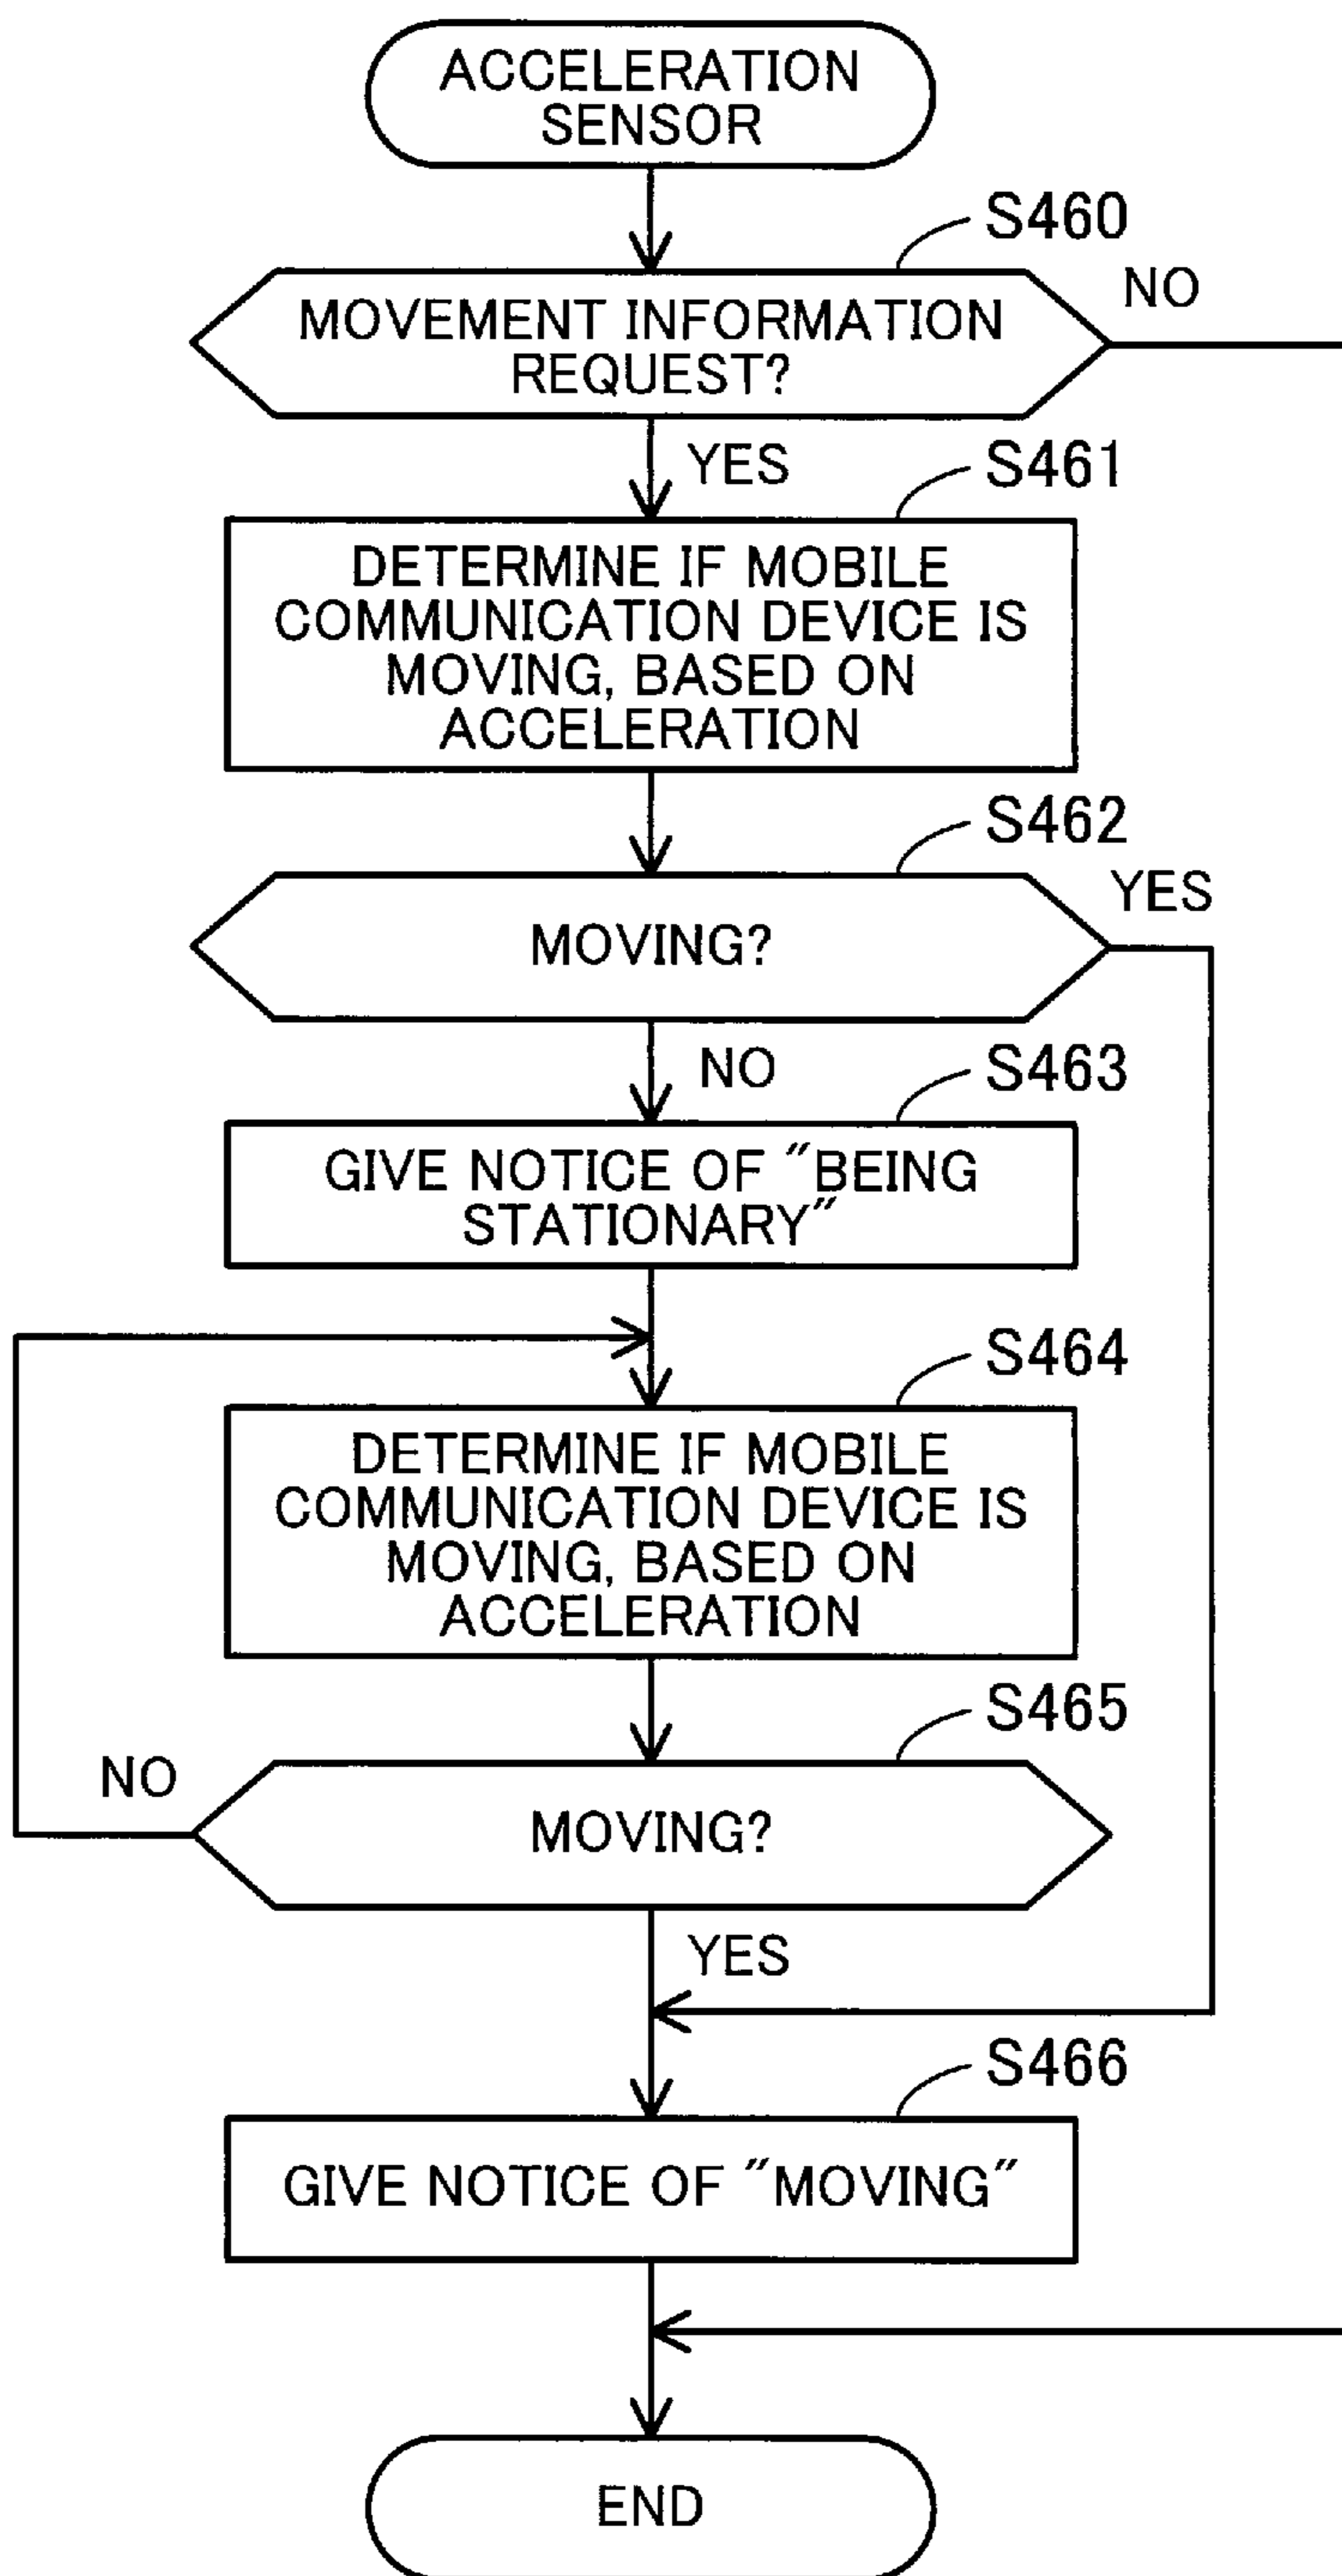 ACCELERATION
SENSOR
S460
NO
MOVEMENT INFORMATION
REQUEST?
YES
S461
DETERMINE IF MOBILE
COMMUNICATION DEVICE IS
MOVING, BASED ON
ACCELERATION
S462
YES
MOVING?
NO
S463
GIVE NOTICE OF "BEING
STATIONARY"
S464
DETERMINE IF MOBILE
COMMUNICATION DEVICE IS
MOVING, BASED ON
ACCELERATION
S465
NO
MOVING?
YES
S466
GIVE NOTICE OF "MOVING"
END